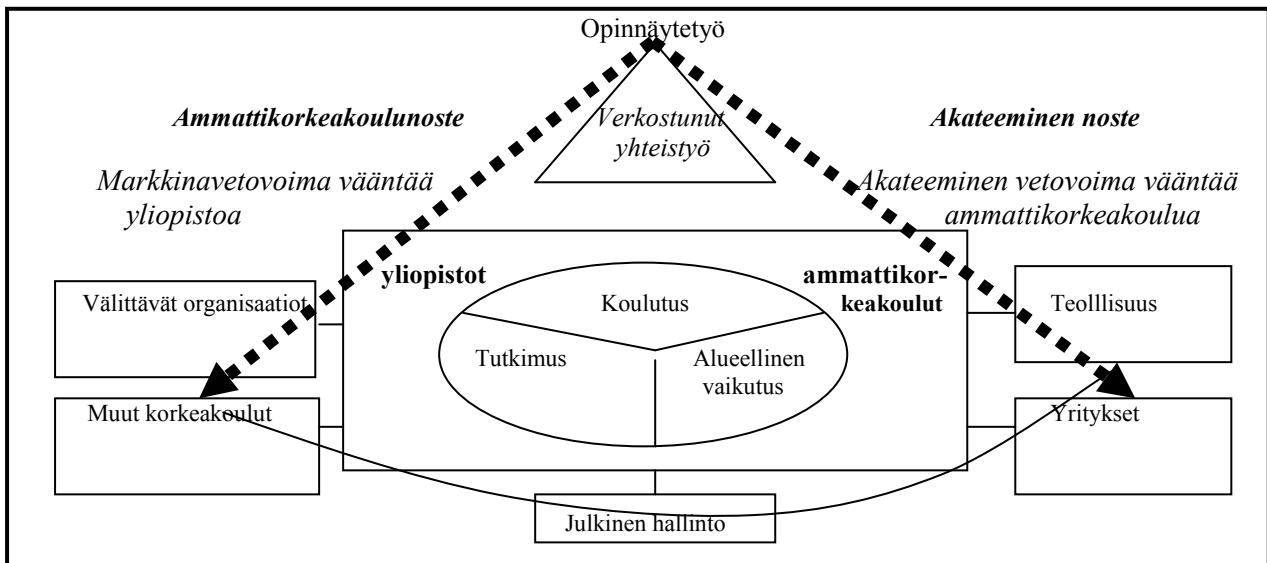 Opinnäytetyö
Ammattikorkeakoulunoste
Verkostunut
yhteistyö
Akateeminen noste
Markkinavetovoima vääntää
yliopistoa
Akateeminen vetovoima vääntää
ammattikorkeakoulua
yliopistot
ammattikor-
keakoulut
Välittävät organisaatiot
Koulutus
Teolllisuus
Tutkimus
Alueellinen
vaikutus
Muut korkeakoulut
Yritykset
Julkinen hallinto